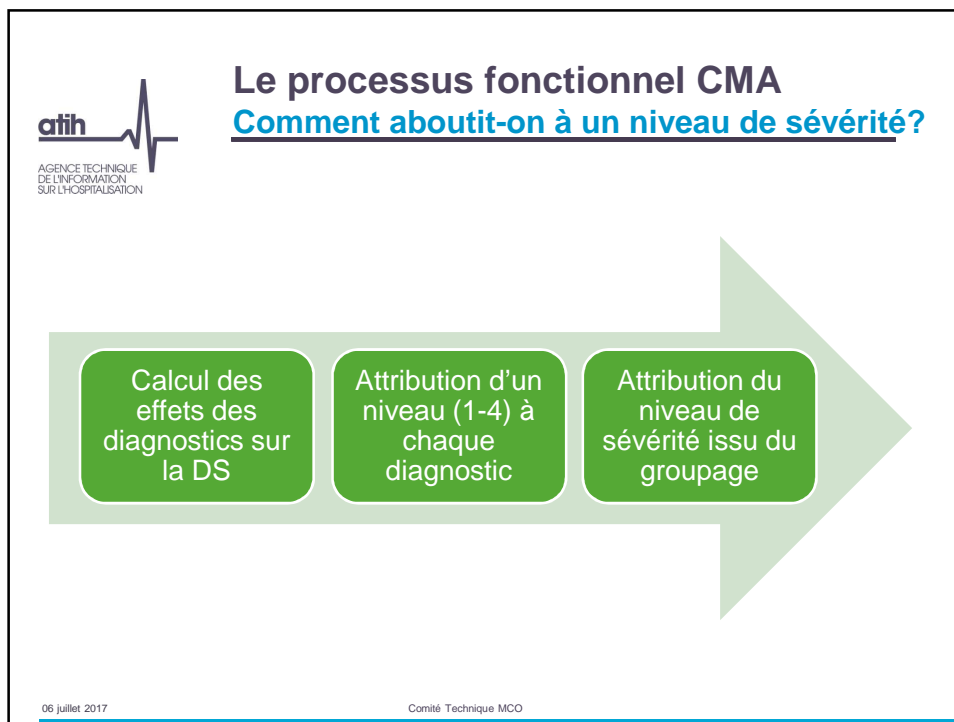 Le processus fonctionnel CMA
Comment aboutit-on à un niveau de sévérité?
atih
AGENCE TECHNIQUE
DE L'INFORMATION
SUR L'HOSPITALISATION
Calcul des
effets des
diagnostics sur
la DS
Attribution d'un
niveau (1-4) à
chaque
diagnostic
Attribution du
niveau de
sévérité issu du
groupage
06 juillet 2017
Comité Technique MCO